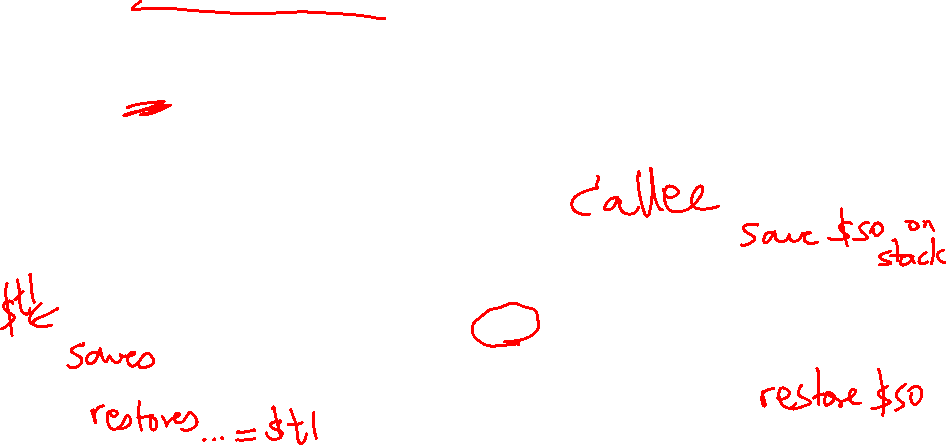 callee
save $s0 on
stack
$t1
saves
restore $s0
restores ... = $t1